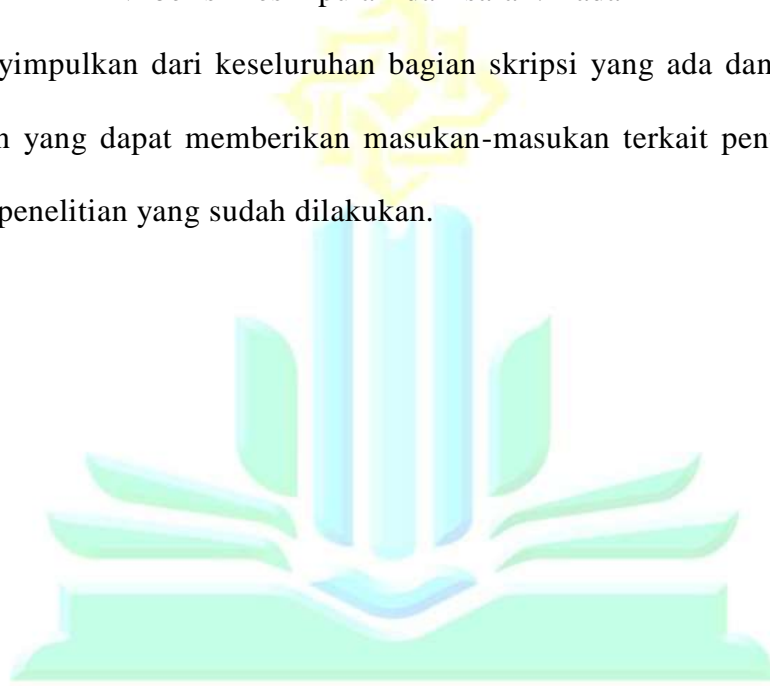 yimpulkan dari keseluruhan bagian skripsi yang ada dan
yang dapat memberikan masukan-masukan terkait pen
penelitian yang sudah dilakukan.